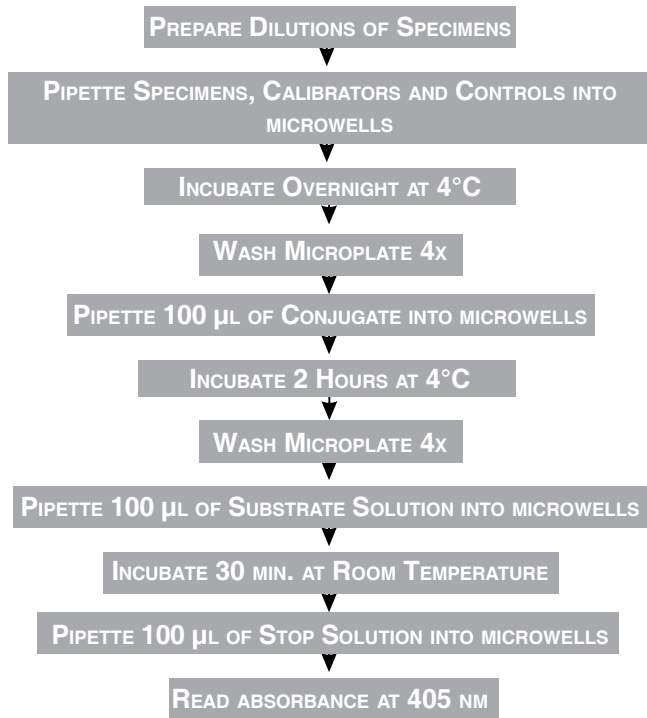 Prepare Dilutions of Specimens
Pipette Specimens, Calibrators and Controls into
microwells
Incubate Overnight at 4°C
Wash Microplate 4x
Pipette 100 µl of Conjugate into microwells
Incubate 2 Hours at 4°C
Wash Microplate 4x
Pipette 100 µl of Substrate Solution into microwells
Incubate 30 min. at Room Temperature
Pipette 100 µl of Stop Solution into microwells
Read absorbance at 405 nm